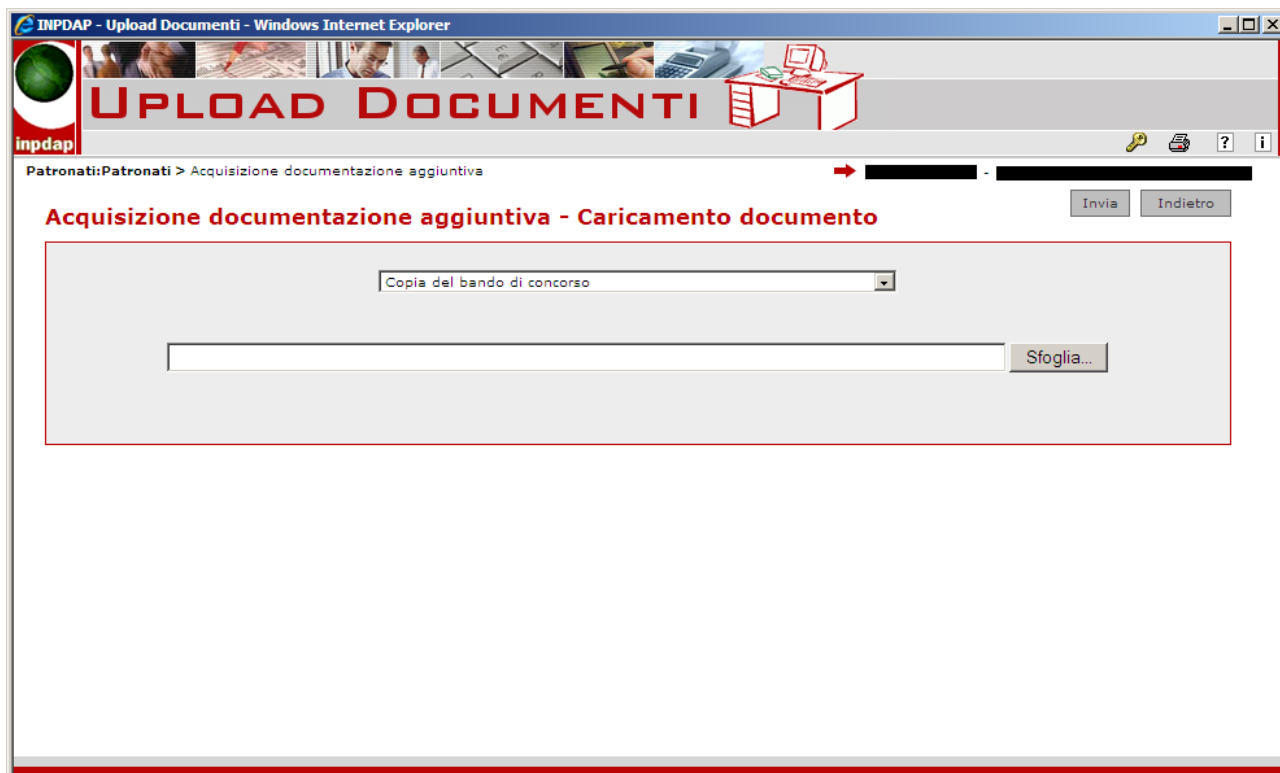 INPDAP - Upload Documenti - Windows Internet Explorer
UPLOAD DOCUMENTI
inpdap
? i
Patronati:Patronati > Acquisizione documentazione aggiuntiva
-
Invia Indietro
Acquisizione documentazione aggiuntiva - Caricamento documento
Copia del bando di concorso
Sfoglia...